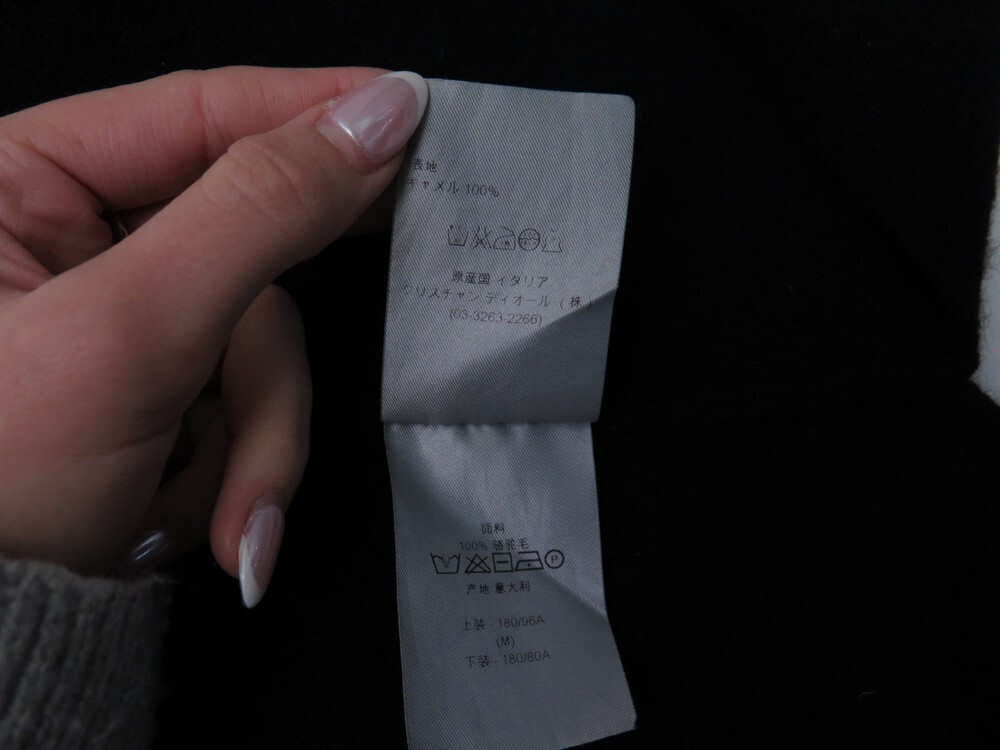 表地
キャメル 100%
原産国 イタリア
クリスチャン ディオール (株)
(03-3263-2266)
面料
100% 骆驼毛
P
产地 意大利
上装 - 180/96A
(M)
下装 - 180/80A